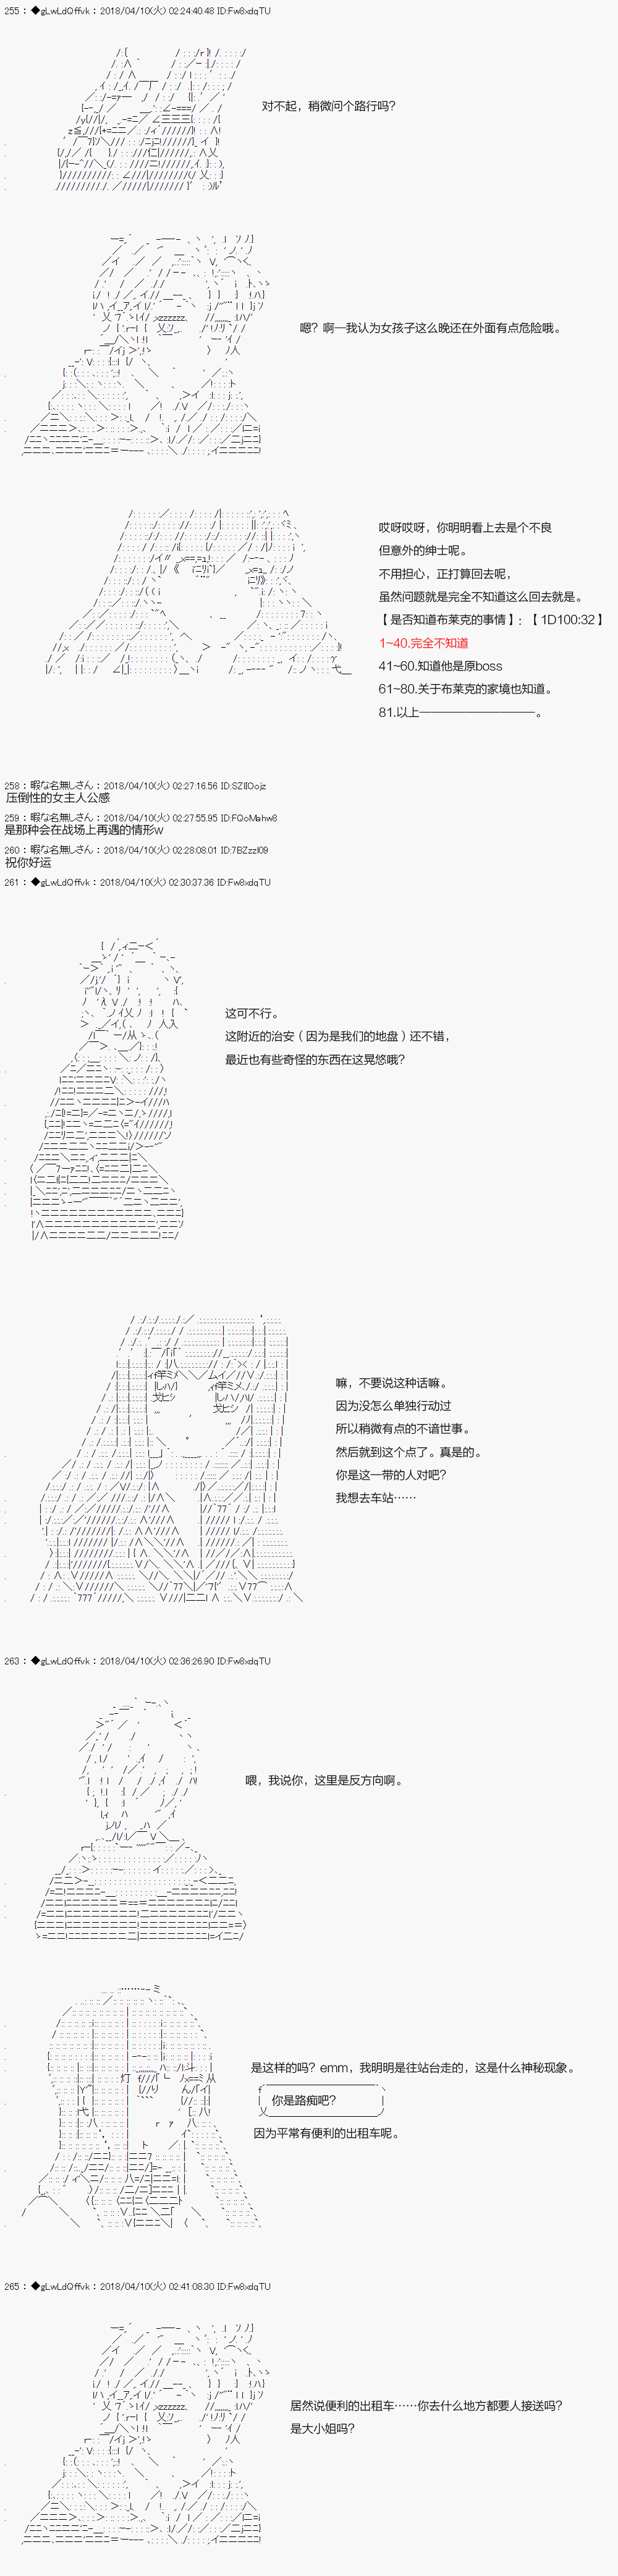 255 : ◆gLwLdQffvk : 2018/04/10(火) 02:24:40.48 ID:Fw8xdqTU
对不起，稍微问个路行吗?
嗯? 啊—我认为女孩子这么晚还在外面有点危险哦。
哎呀哎呀，你明明看上去是个不良
但意外的绅士呢。
不用担心，正打算回去呢，
虽然问题就是完全不知道这么回去就是。
【是否知道布莱克的事情】:【1D100:32】
1~40.完全不知道
41~60.知道他是原boss
61~80.关于布莱克的家境也知道。
81.以上——————————。
258 : 暇な名無しさん : 2018/04/10(火) 02:27:16.56 ID:SZIIOojz
压倒性的女主人公感
259 : 暇な名無しさん : 2018/04/10(火) 02:27:55.95 ID:FQoMahw8
是那种会在战场上再遇的情形w
260 : 暇な名無しさん : 2018/04/10(火) 02:28:08.01 ID:7BZzzI09
祝你好运
261 : ◆gLwLdQffvk : 2018/04/10(火) 02:30:37.36 ID:Fw8xdqTU
这可不行。
这附近的治安（因为是我们的地盘）还不错，
最近也有些奇怪的东西在这晃悠哦?
嘛，不要说这种话嘛。
因为没怎么单独行动过
所以稍微有点的不谙世事。
然后就到这个点了。真是的。
你是这一带的人对吧?
我想去车站……
263 : ◆gLwLdQffvk : 2018/04/10(火) 02:36:26.90 ID:Fw8xdqTU
喂，我说你，这里是反方向啊。
是这样的吗? emm，我明明是往站台走的，这是什么神秘现象。
你是路痴吧?
因为平常有便利的出租车呢。
265 : ◆gLwLdQffvk : 2018/04/10(火) 02:41:08.30 ID:Fw8xdqTU
居然说便利的出租车……你去什么地方都要人接送吗?
是大小姐吗?